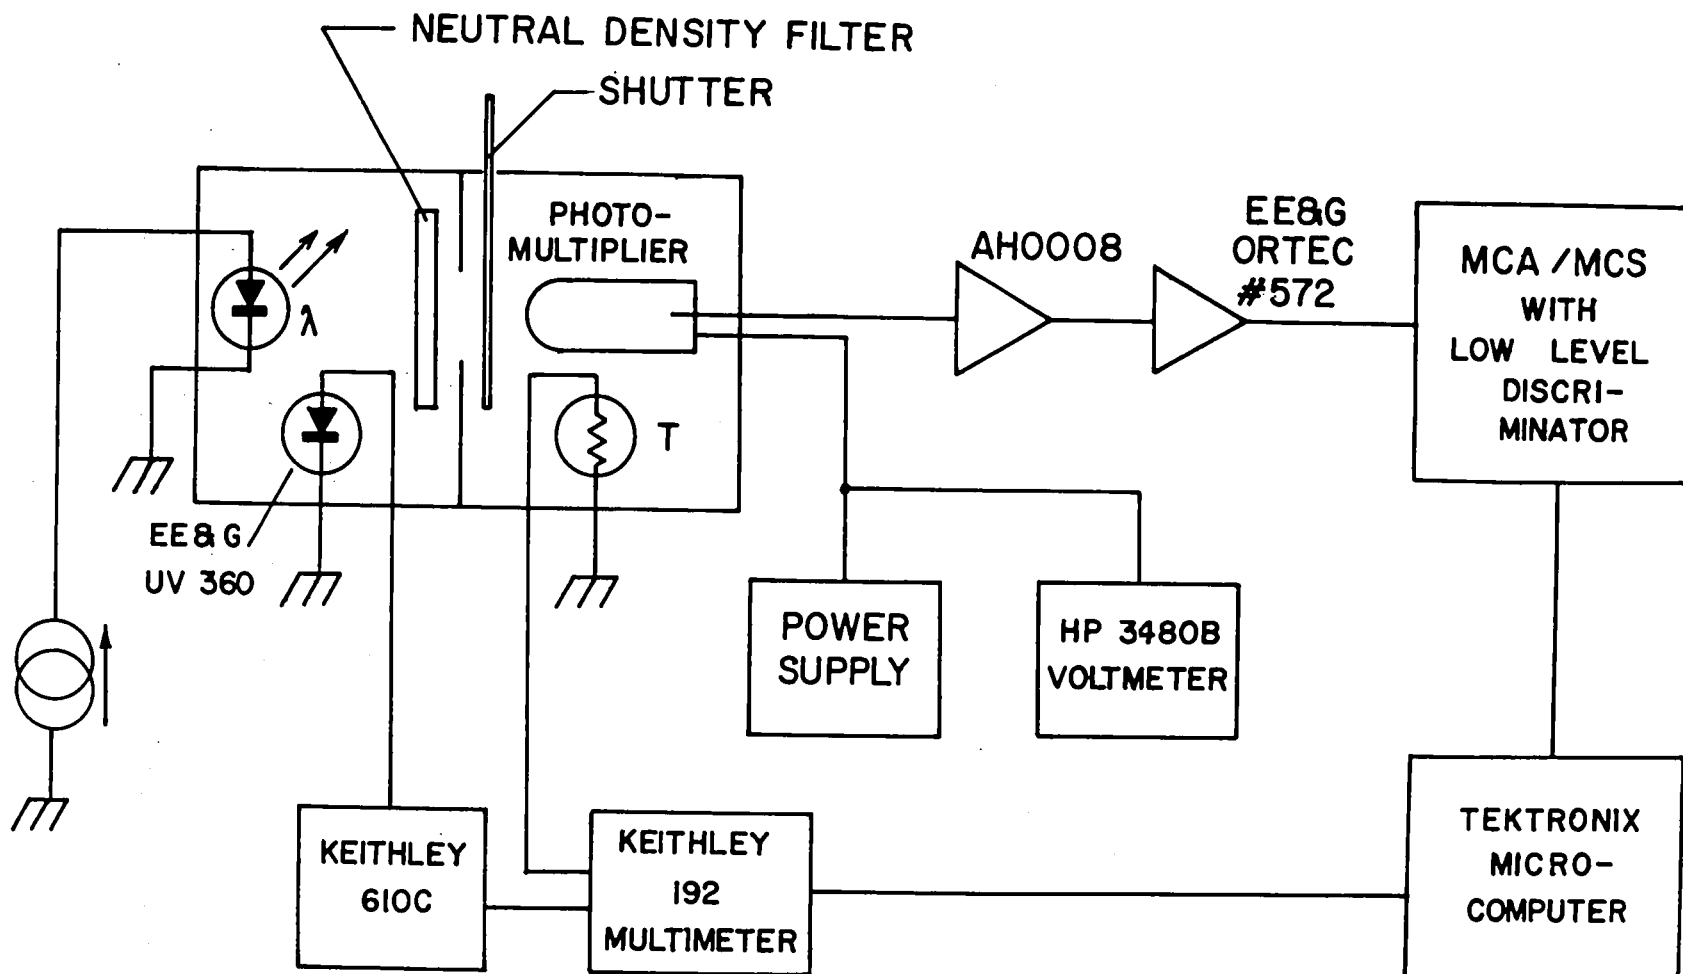 NEUTRAL DENSITY FILTER
SHUTTER
PHOTO-
MULTIPLIER
λ
T
EE&G
UV 360
AH0008
EE&G
ORTEC
#572
MCA/MCS
WITH
LOW LEVEL
DISCRI-
MINATOR
POWER
SUPPLY
HP 3480B
VOLTMETER
KEITHLEY
610C
KEITHLEY
192
MULTIMETER
TEKTRONIX
MICRO-
COMPUTER